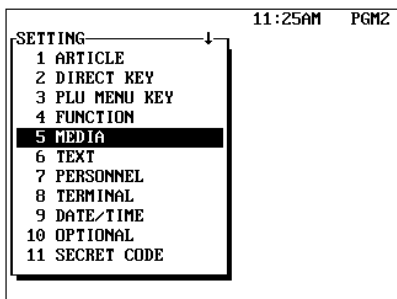 11:25AM PGM2
SETTING ↓
1 ARTICLE
2 DIRECT KEY
3 PLU MENU KEY
4 FUNCTION
5 MEDIA
6 TEXT
7 PERSONNEL
8 TERMINAL
9 DATE/TIME
10 OPTIONAL
11 SECRET CODE